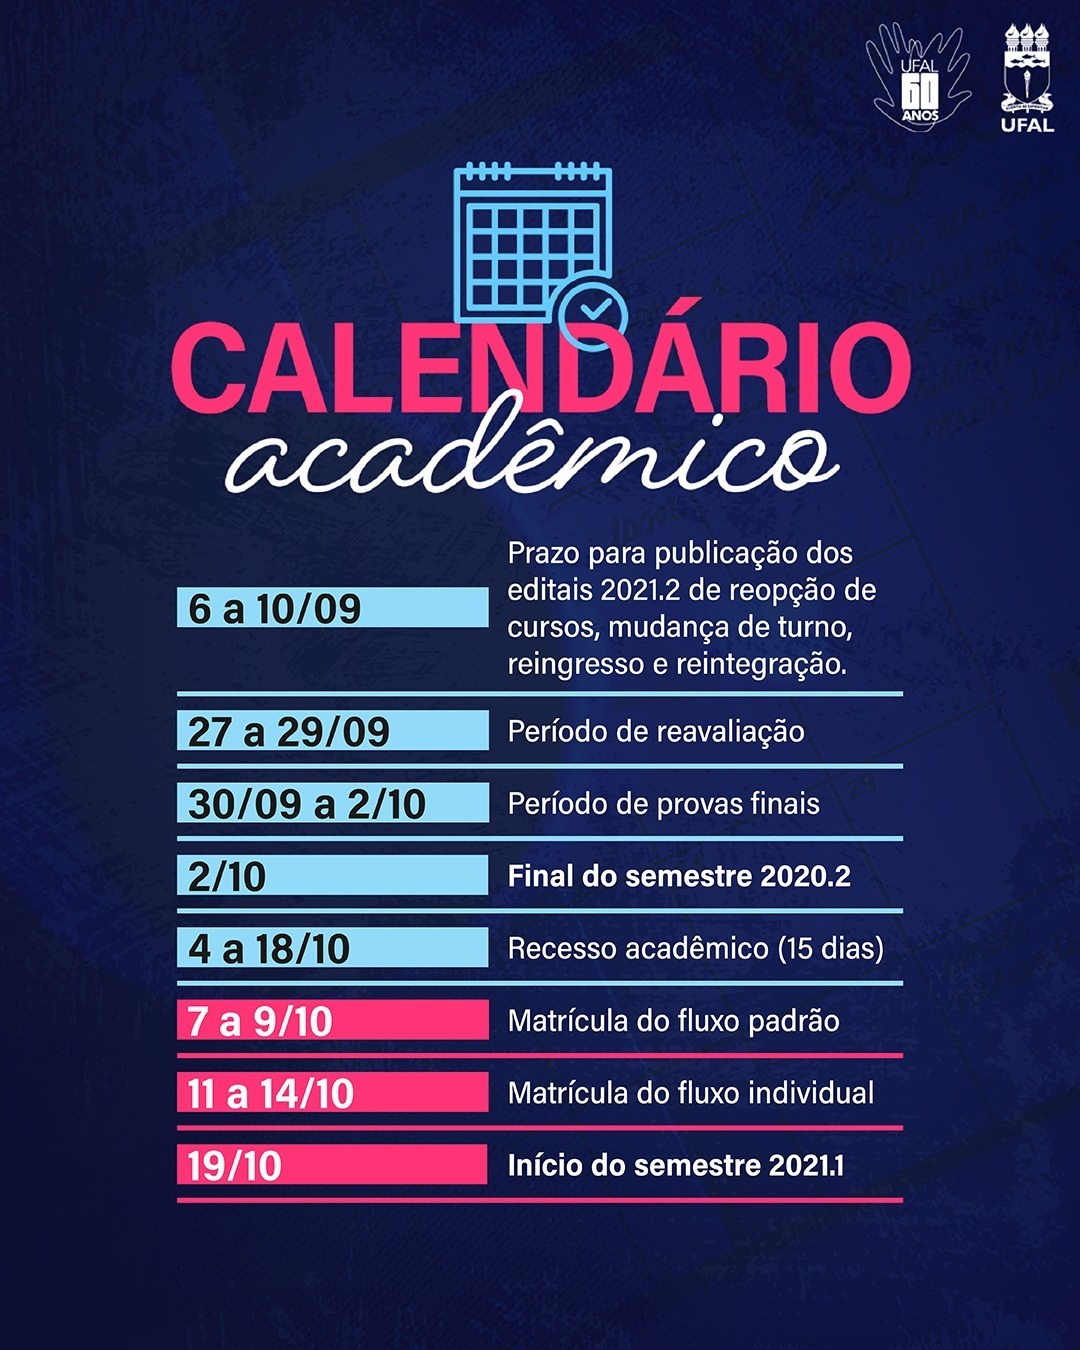 UFAL
60
ANOS
UFAL
CALENDÁRIO
acadêmico
6 a 10/09
Prazo para publicação dos
editais 2021.2 de reopção de
cursos, mudança de turno,
reingresso e reintegração.
27 a 29/09
Período de reavaliação
30/09 a 2/10
Período de provas finais
2/10
Final do semestre 2020.2
4 a 18/10
Recesso acadêmico (15 dias)
7 a 9/10
Matrícula do fluxo padrão
11 a 14/10
Matrícula do fluxo individual
19/10
Início do semestre 2021.1